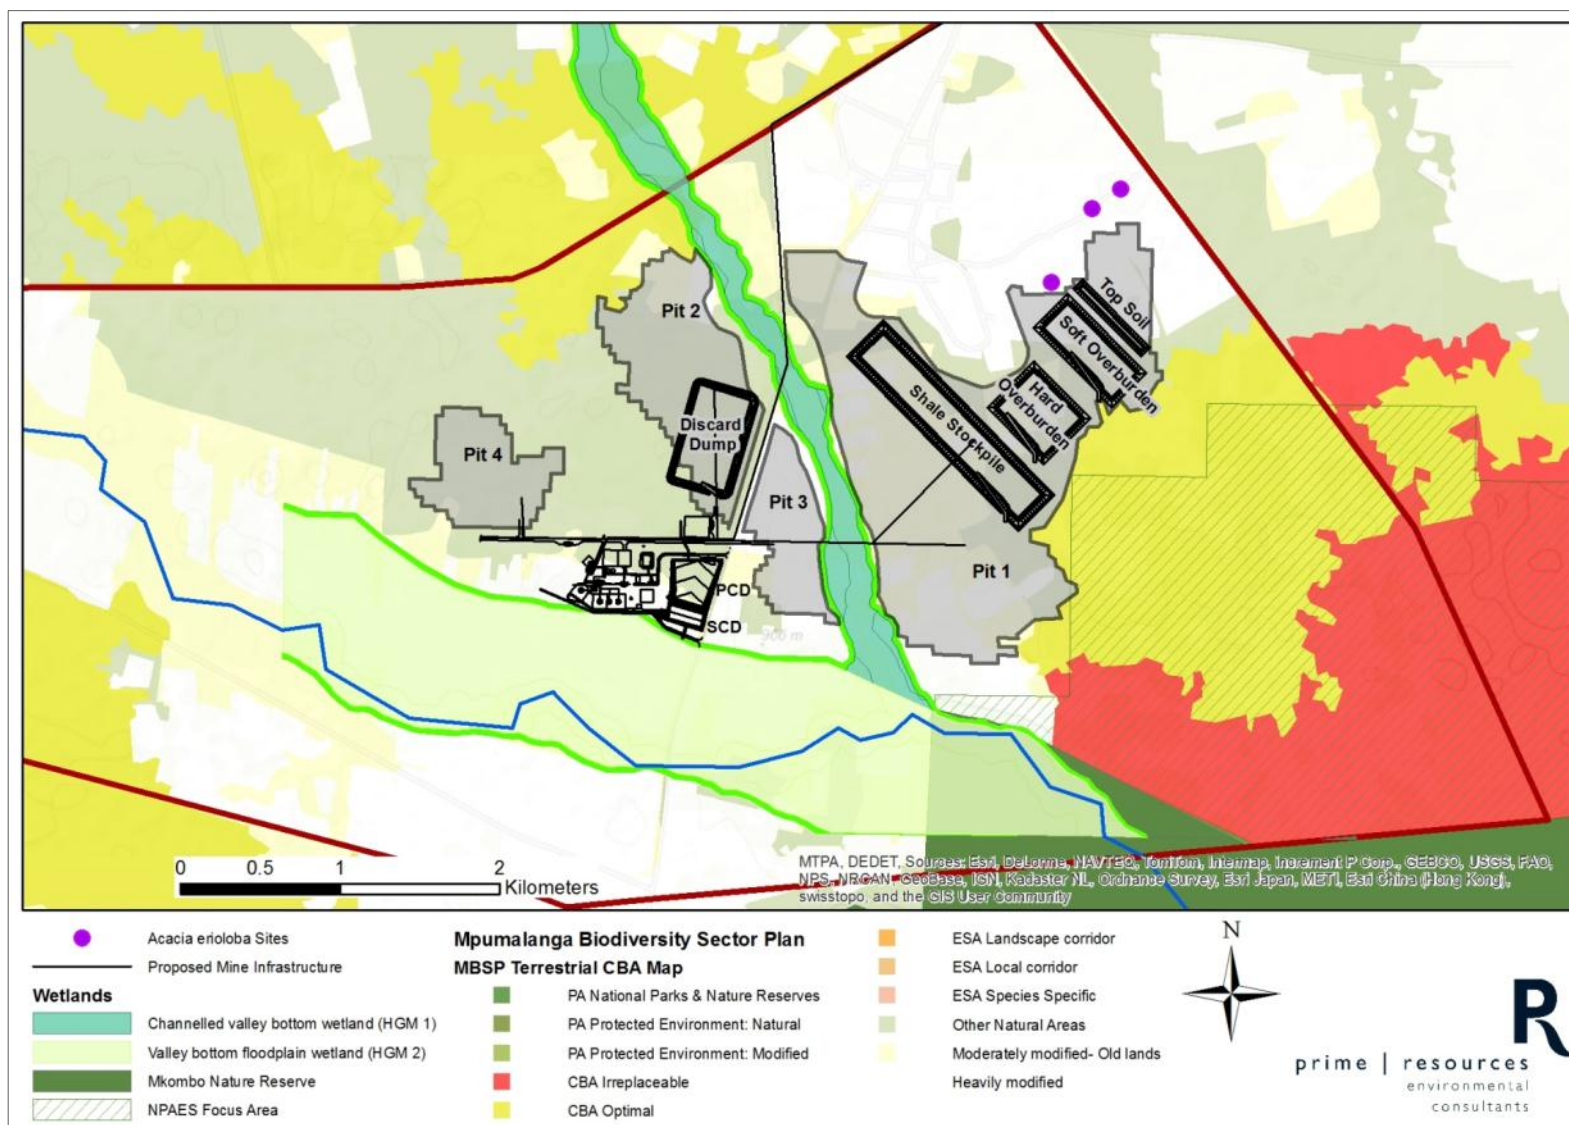 Pit 2
Top Soil
Soft Overburden
Hard
Overburden
Shale Stockpile
Discard
Dump
Pit 4
Pit 3
Pit 1
PCD
SCD
900 m
0 0.5 1 2
Kilometers
MTPA, DEDET, Sources: Esri, DeLorme, NAVTEQ, TomTom, Intermap, increment P Corp., GEBCO, USGS, FAO,
NPS, NRCAN, GeoBase, IGN, Kadaster NL, Ordnance Survey, Esri Japan, METI, Esri China (Hong Kong),
swisstopo, and the GIS User Community
Acacia erioloba Sites
Proposed Mine Infrastructure
Wetlands
Channelled valley bottom wetland (HGM 1)
Valley bottom floodplain wetland (HGM 2)
Mkombo Nature Reserve
NPAES Focus Area
Mpumalanga Biodiversity Sector Plan
MBSP Terrestrial CBA Map
PA National Parks & Nature Reserves
PA Protected Environment: Natural
PA Protected Environment: Modified
CBA Irreplaceable
CBA Optimal
ESA Landscape corridor
ESA Local corridor
ESA Species Specific
Other Natural Areas
Moderately modified- Old lands
Heavily modified
N
PR
prime | resources
environmental
consultants